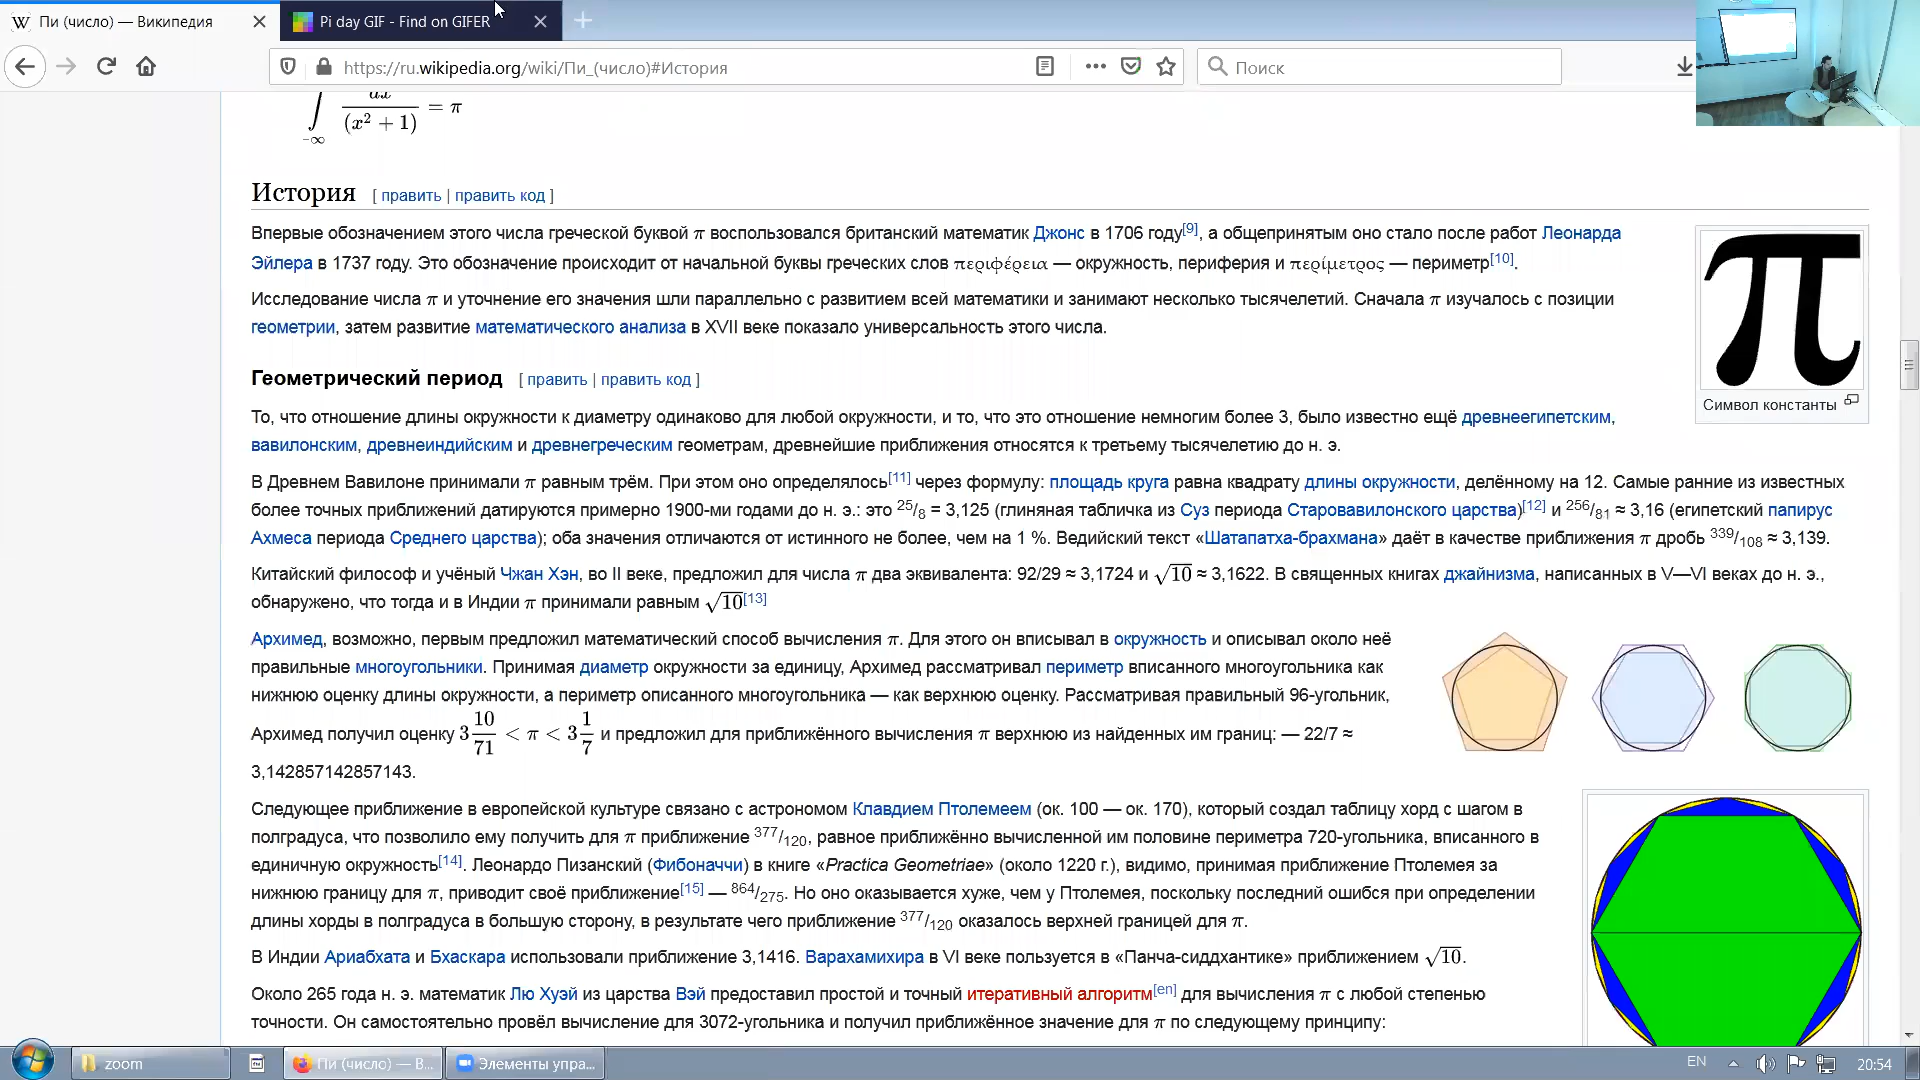 Пи (число) — Википедия
Pi day GIF - Find on GIFER
https://ru.wikipedia.org/wiki/Пи_(число)#История
Поиск
(x² + 1) = π
−∞
История [ править | править код ]
Впервые обозначением этого числа греческой буквой π воспользовался британский математик Джонс в 1706 году[9], а общепринятым оно стало после работ Леонарда
Эйлера в 1737 году. Это обозначение происходит от начальной буквы греческих слов περιφέρεια — окружность, периферия и περίμετρος — периметр[10].
Исследование числа π и уточнение его значения шли параллельно с развитием всей математики и занимают несколько тысячелетий. Сначала π изучалось с позиции
геометрии, затем развитие математического анализа в XVII веке показало универсальность этого числа.
π
Символ константы
Геометрический период [ править | править код ]
То, что отношение длины окружности к диаметру одинаково для любой окружности, и то, что это отношение немногим более 3, было известно ещё древнеегипетским,
вавилонским, древнеиндийским и древнегреческим геометрам, древнейшие приближения относятся к третьему тысячелетию до н. э.
В Древнем Вавилоне принимали π равным трём. При этом оно определялось[11] через формулу: площадь круга равна квадрату длины окружности, делённому на 12. Самые ранние из известных
более точных приближений датируются примерно 1900-ми годами до н. э.: это 25/8 = 3,125 (глиняная табличка из Суз периода Старовавилонского царства)[12] и 256/81 ≈ 3,16 (египетский папирус
Ахмеса периода Среднего царства); оба значения отличаются от истинного не более, чем на 1 %. Ведийский текст «Шатапатха-брахмана» даёт в качестве приближения π дробь 339/108 ≈ 3,139.
Китайский философ и учёный Чжан Хэн, во II веке, предложил для числа π два эквивалента: 92/29 ≈ 3,1724 и √10 ≈ 3,1622. В священных книгах джайнизма, написанных в V—VI веках до н. э.,
обнаружено, что тогда и в Индии π принимали равным √10[13]
Архимед, возможно, первым предложил математический способ вычисления π. Для этого он вписывал в окружность и описывал около неё
правильные многоугольники. Принимая диаметр окружности за единицу, Архимед рассматривал периметр вписанного многоугольника как
нижнюю оценку длины окружности, а периметр описанного многоугольника — как верхнюю оценку. Рассматривая правильный 96-угольник,
Архимед получил оценку 3 10/71 < π < 3 1/7 и предложил для приближённого вычисления π верхнюю из найденных им границ: — 22/7 ≈
3,142857142857143.
Следующее приближение в европейской культуре связано с астрономом Клавдием Птолемеем (ок. 100 — ок. 170), который создал таблицу хорд с шагом в
полградуса, что позволило ему получить для π приближение 377/120, равное приближённо вычисленной им половине периметра 720-угольника, вписанного в
единичную окружность[14]. Леонардо Пизанский (Фибоначчи) в книге «Practica Geometriae» (около 1220 г.), видимо, принимая приближение Птолемея за
нижнюю границу для π, приводит своё приближение[15] — 864/275. Но оно оказывается хуже, чем у Птолемея, поскольку последний ошибся при определении
длины хорды в полградуса в большую сторону, в результате чего приближение 377/120 оказалось верхней границей для π.
В Индии Ариабхата и Бхаскара использовали приближение 3,1416. Варахамихира в VI веке пользуется в «Панча-сиддхантике» приближением √10.
Около 265 года н. э. математик Лю Хуэй из царства Вэй предоставил простой и точный итеративный алгоритм[en] для вычисления π с любой степенью
точности. Он самостоятельно провёл вычисление для 3072-угольника и получил приближённое значение для π по следующему принципу:
zoom
Пи (число) — В...
Элементы упра...
EN
20:54